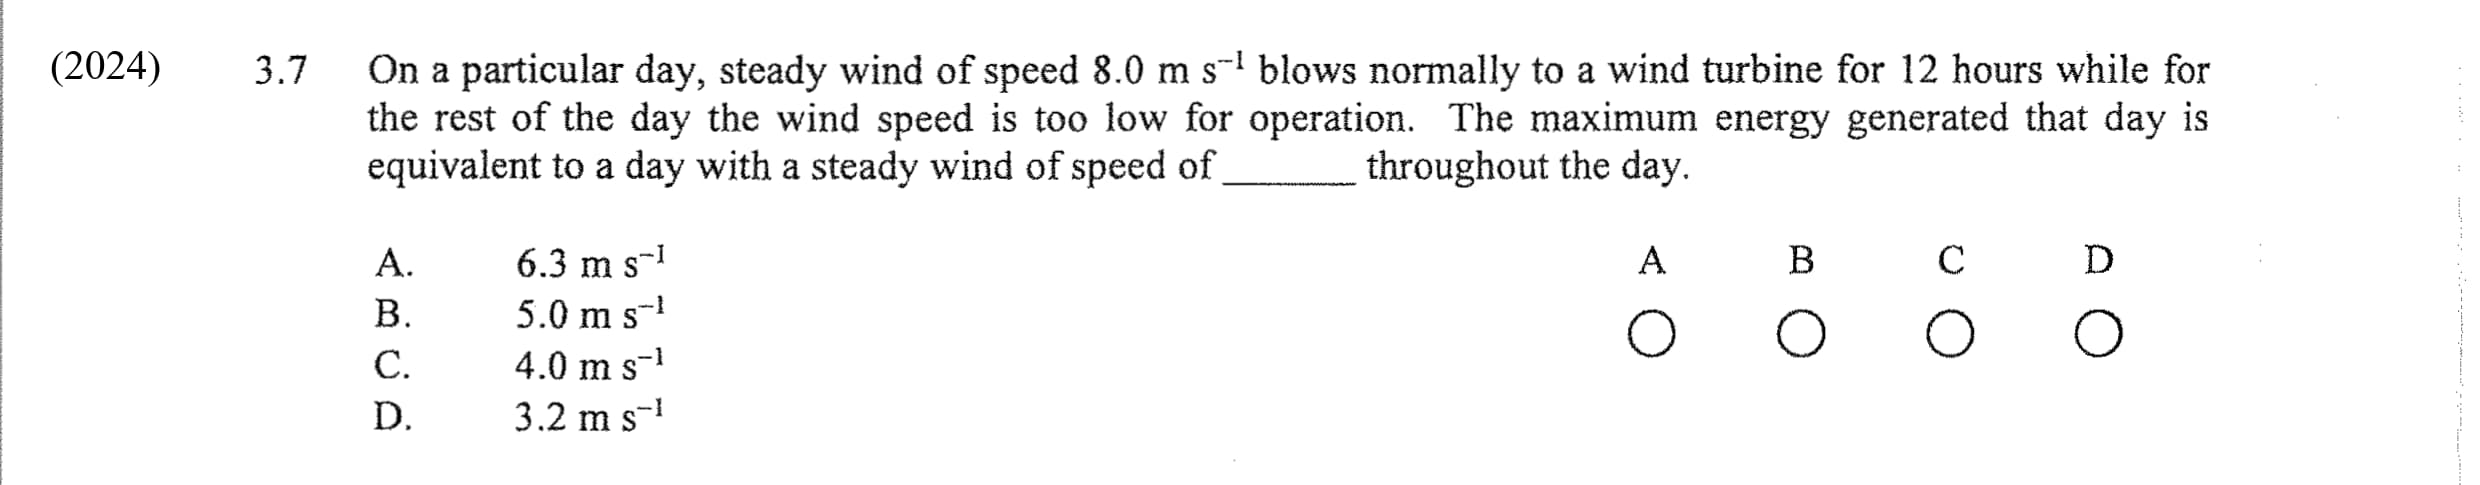 (2024) 3.7 On a particular day, steady wind of speed 8.0 m s⁻¹ blows normally to a wind turbine for 12 hours while for
the rest of the day the wind speed is too low for operation. The maximum energy generated that day is
equivalent to a day with a steady wind of speed of ______ throughout the day.
A. 6.3 m s⁻¹ A B C D
B. 5.0 m s⁻¹
C. 4.0 m s⁻¹
D. 3.2 m s⁻¹